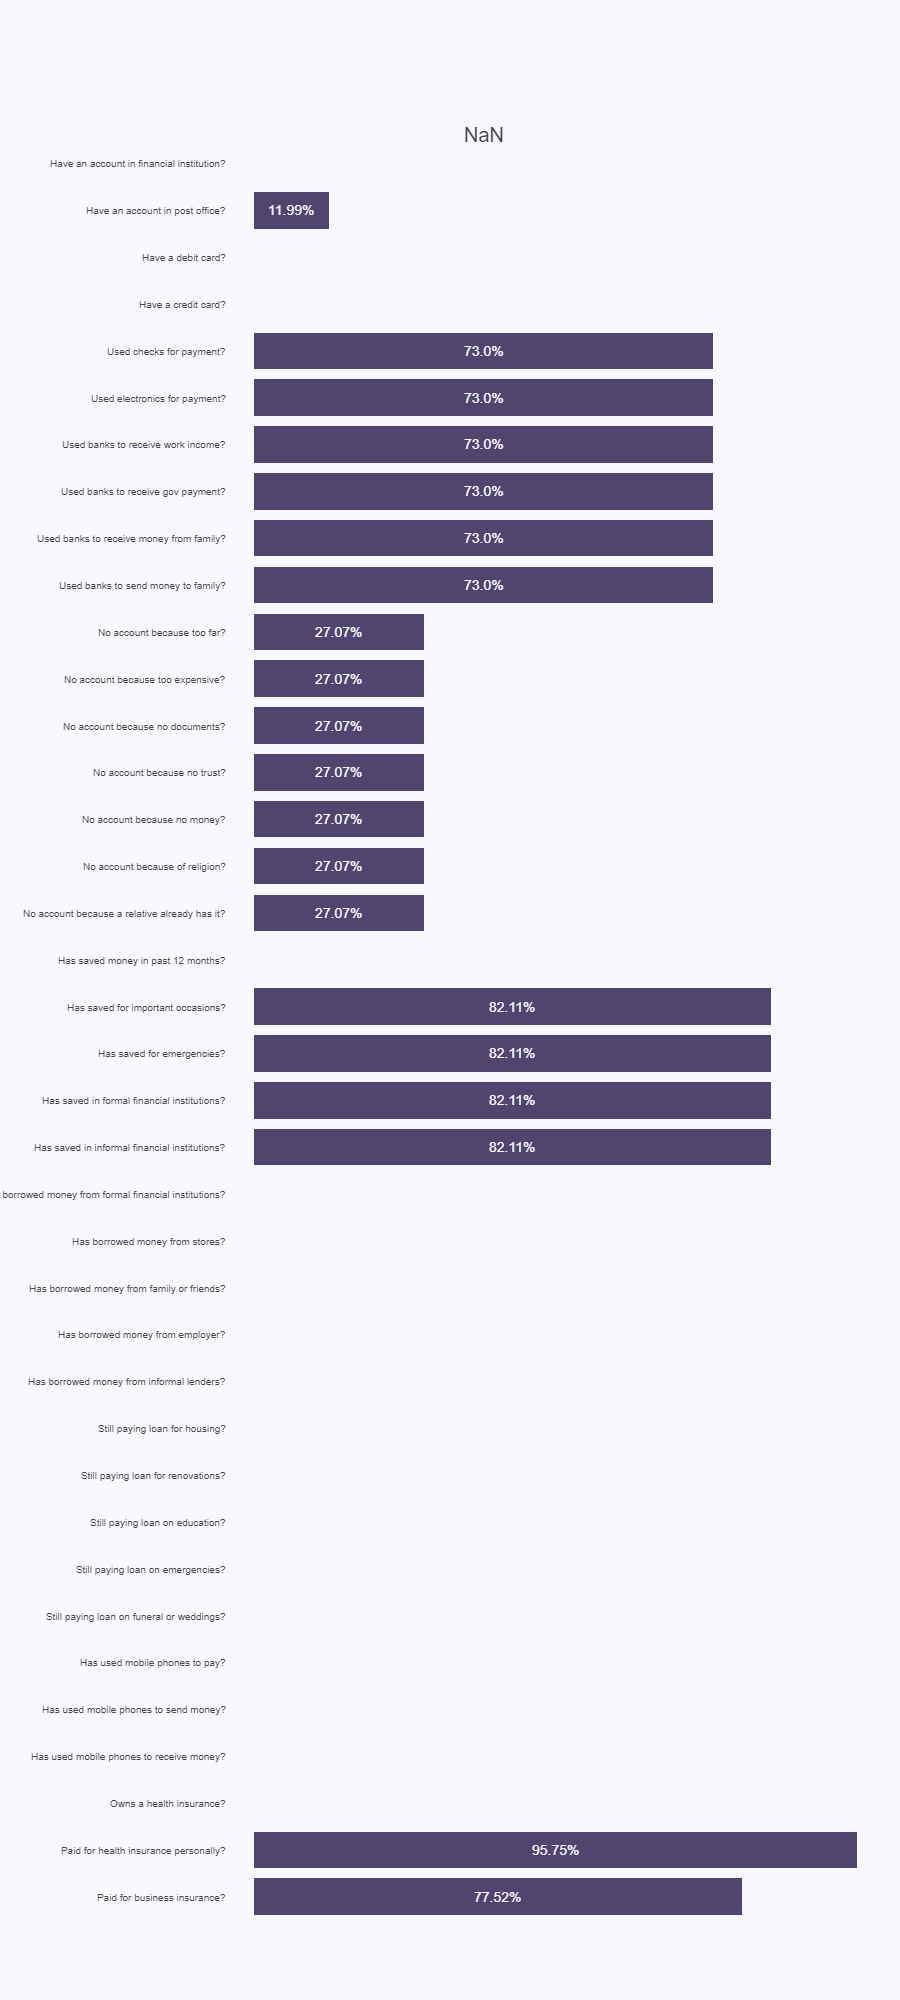 NaN
Have an account in financial institution?
Have an account in post office? 11.99%
Have a debit card?
Have a credit card?
Used checks for payment? 73.0%
Used electronics for payment? 73.0%
Used banks to receive work income? 73.0%
Used banks to receive gov payment? 73.0%
Used banks to receive money from family? 73.0%
Used banks to send money to family? 73.0%
No account because too far? 27.07%
No account because too expensive? 27.07%
No account because no documents? 27.07%
No account because no trust? 27.07%
No account because no money? 27.07%
No account because of religion? 27.07%
No account because a relative already has it? 27.07%
Has saved money in past 12 months?
Has saved for important occasions? 82.11%
Has saved for emergencies? 82.11%
Has saved in formal financial institutions? 82.11%
Has saved in informal financial institutions? 82.11%
borrowed money from formal financial institutions?
Has borrowed money from stores?
Has borrowed money from family or friends?
Has borrowed money from employer?
Has borrowed money from informal lenders?
Still paying loan for housing?
Still paying loan for renovations?
Still paying loan on education?
Still paying loan on emergencies?
Still paying loan on funeral or weddings?
Has used mobile phones to pay?
Has used mobile phones to send money?
Has used mobile phones to receive money?
Owns a health insurance?
Paid for health insurance personally? 95.75%
Paid for business insurance? 77.52%